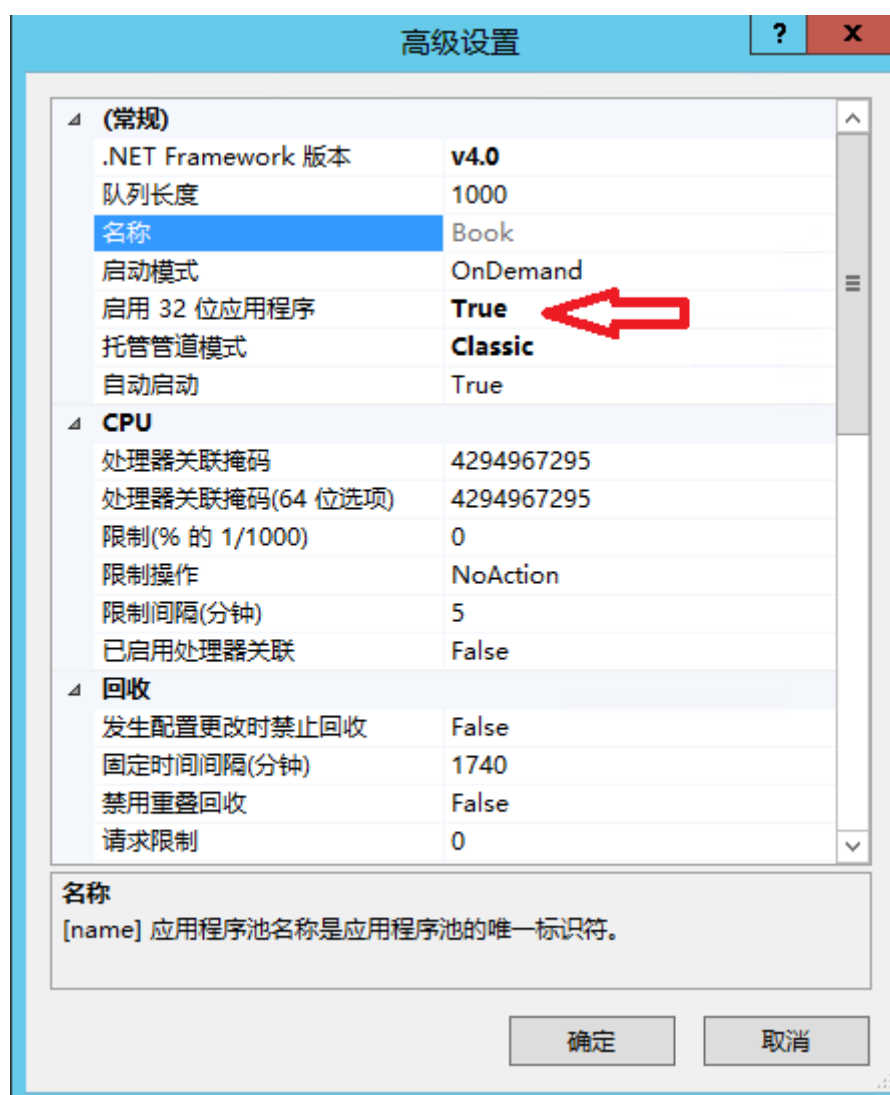 高级设置
(常规)
.NET Framework 版本 v4.0
队列长度 1000
名称 Book
启动模式 OnDemand
启用 32 位应用程序 True
托管管道模式 Classic
自动启动 True
CPU
处理器关联掩码 4294967295
处理器关联掩码(64 位选项) 4294967295
限制(% 的 1/1000) 0
限制操作 NoAction
限制间隔(分钟) 5
已启用处理器关联 False
回收
发生配置更改时禁止回收 False
固定时间间隔(分钟) 1740
禁用重叠回收 False
请求限制 0
名称
[name] 应用程序池名称是应用程序池的唯一标识符。
确定 取消